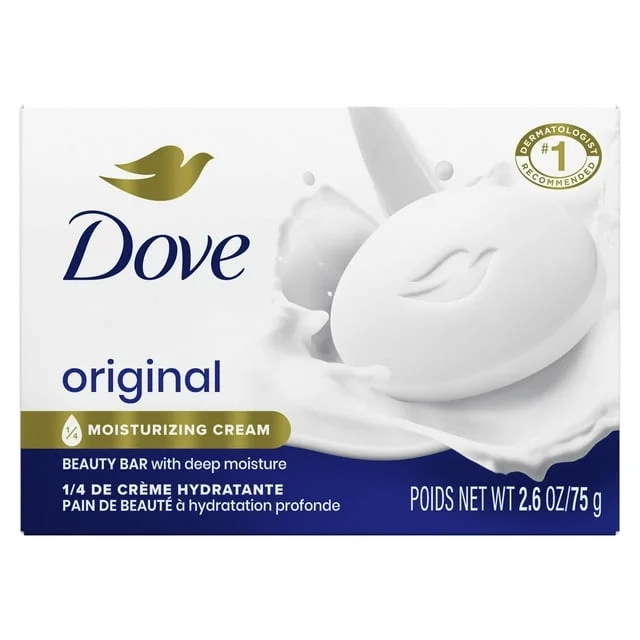 DERMATOLOGIST
#1
RECOMMENDED
Dove
original
1/4 MOISTURIZING CREAM
BEAUTY BAR with deep moisture
1/4 DE CRÈME HYDRATANTE
PAIN DE BEAUTÉ à hydratation profonde
POIDS NET WT 2.6 OZ/75 g